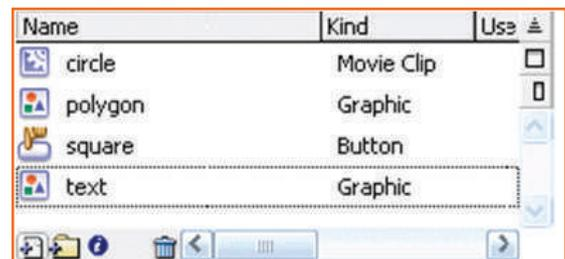 Name Kind Use
circle Movie Clip
polygon Graphic
square Button
text Graphic